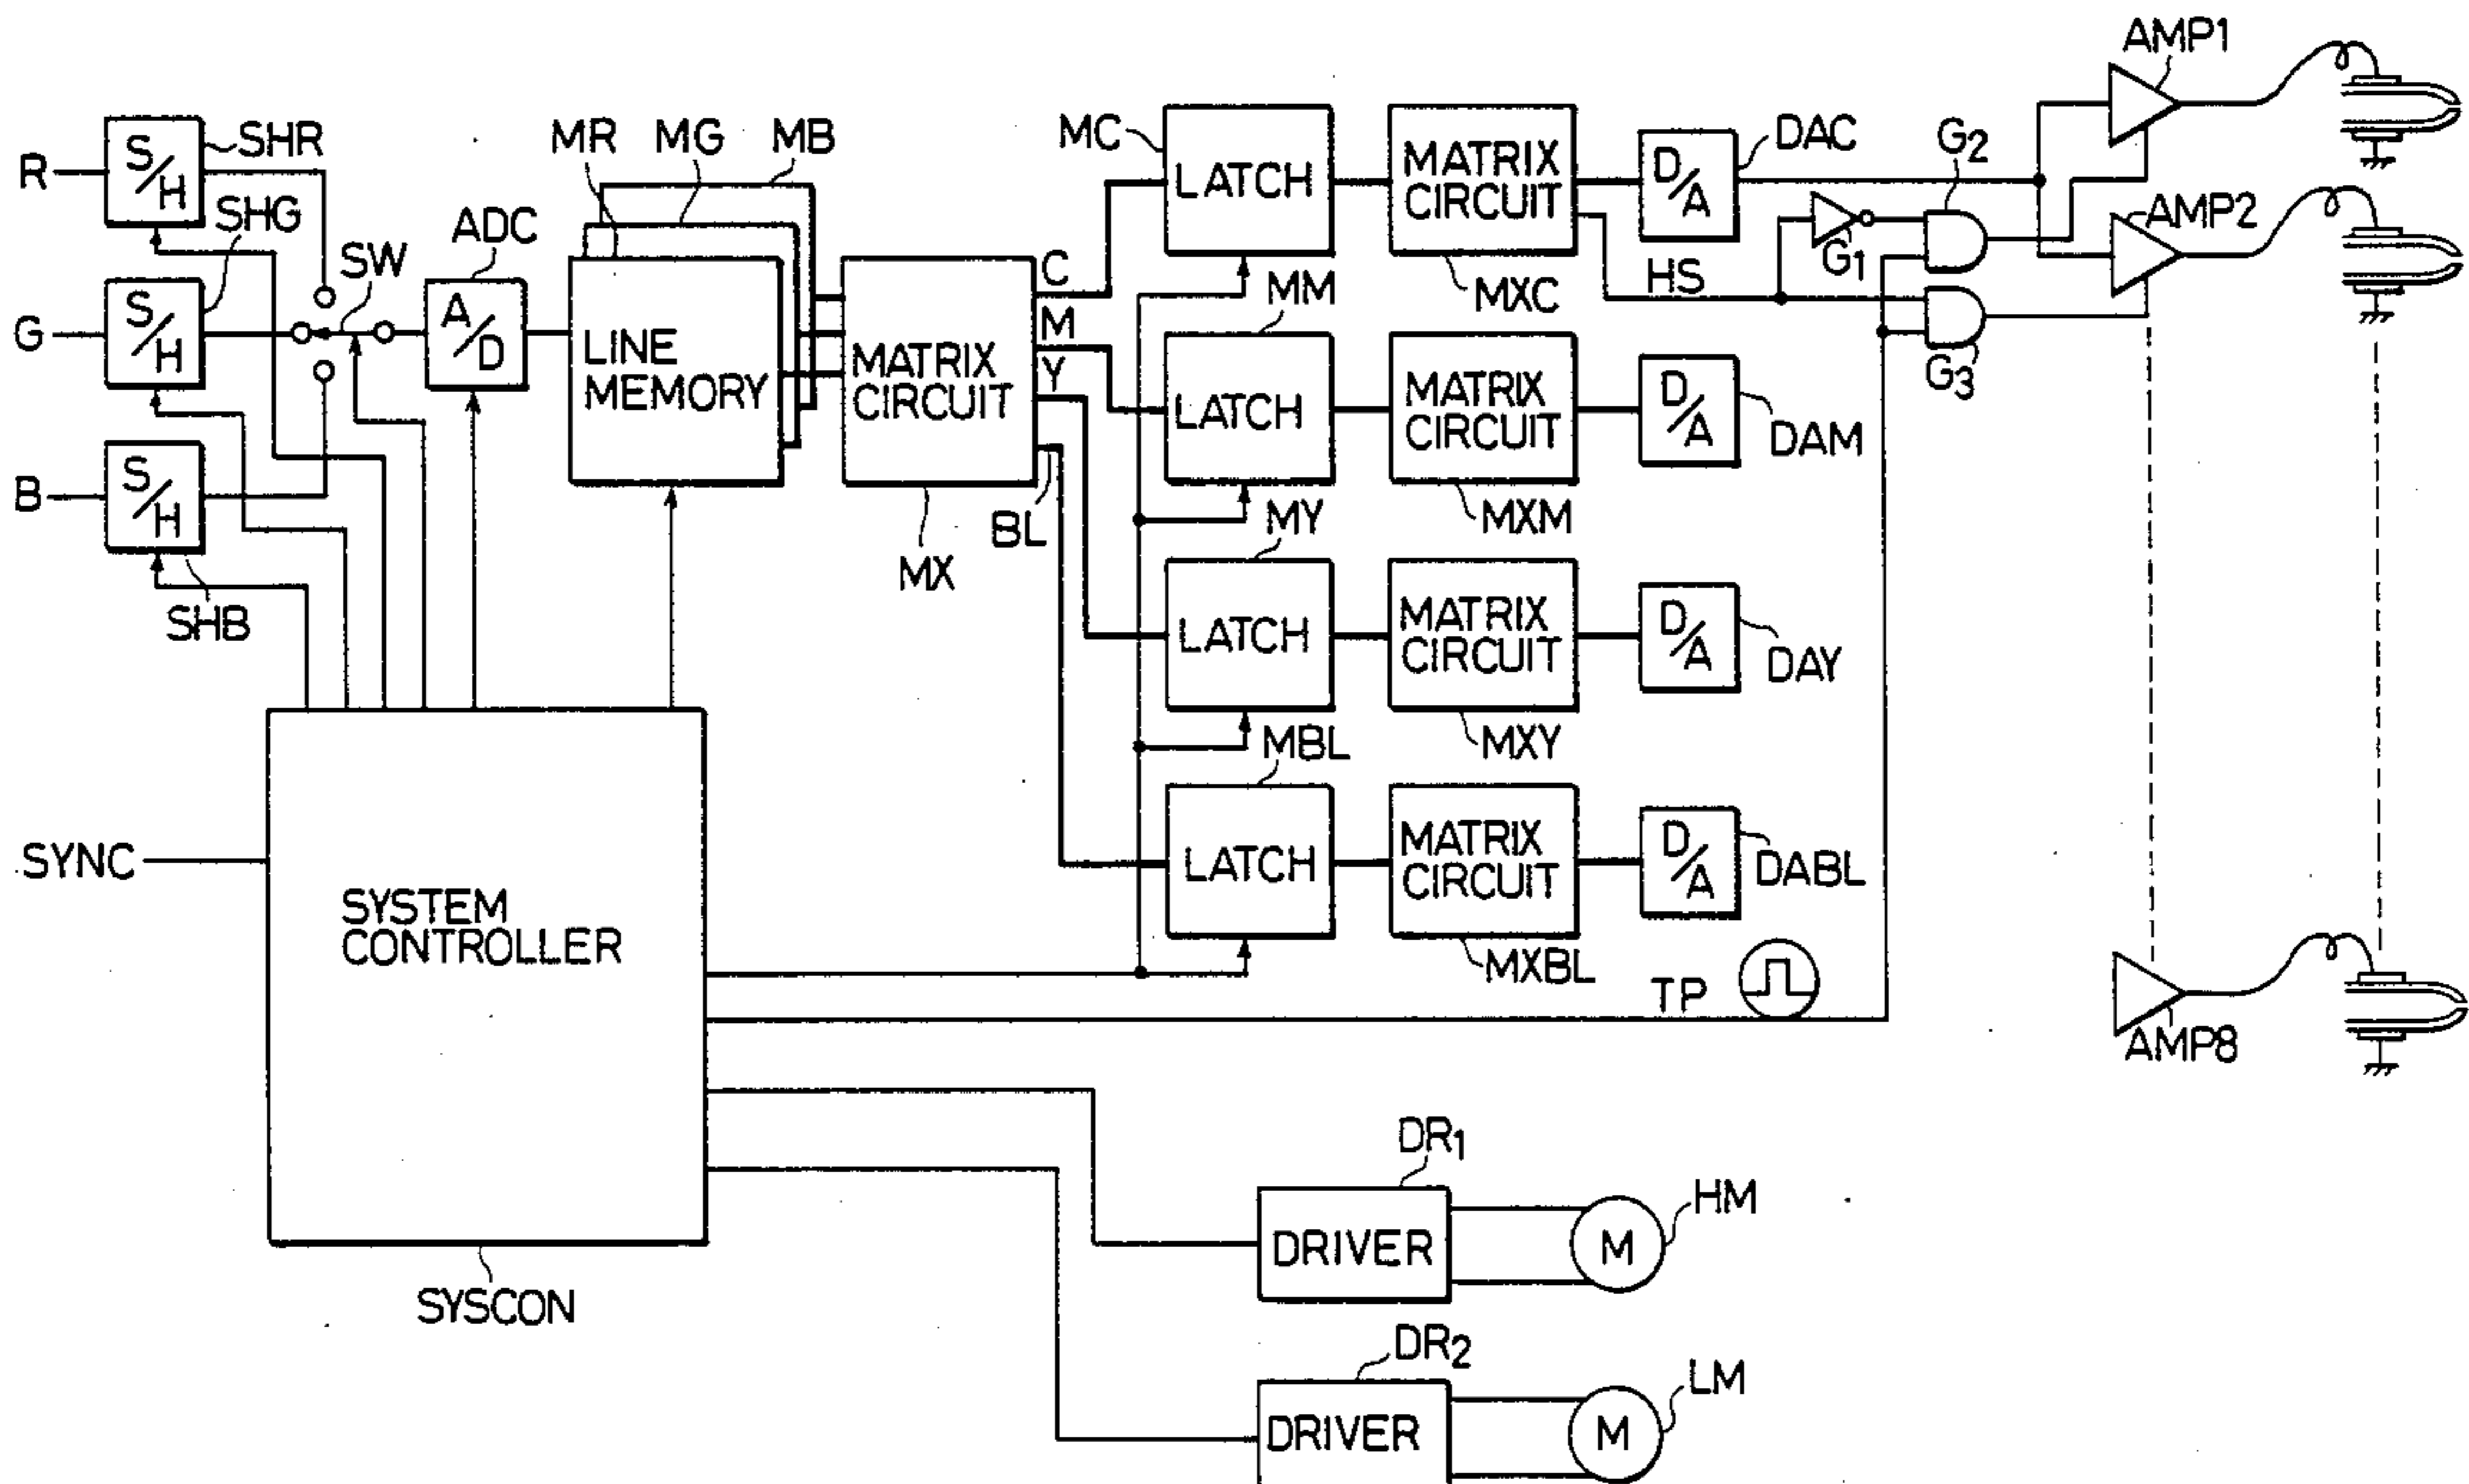 AMP1
R
S/H
SHR
MR
MG
MB
MC
LATCH
MATRIX
CIRCUIT
D/A
DAC
G2
SHG
ADC
SW
G1
AMP2
G
S/H
A/D
LINE
MEMORY
MATRIX
CIRCUIT
C
M
Y
MM
MXC
HS
G3
LATCH
MATRIX
CIRCUIT
D/A
DAM
B
S/H
SHB
BL
MX
MY
MXM
LATCH
MATRIX
CIRCUIT
D/A
DAY
MBL
MXY
SYNC
LATCH
MATRIX
CIRCUIT
D/A
DABL
SYSTEM
CONTROLLER
MXBL
TP
AMP8
SYSCON
DR1
DRIVER
M
HM
DR2
DRIVER
M
LM